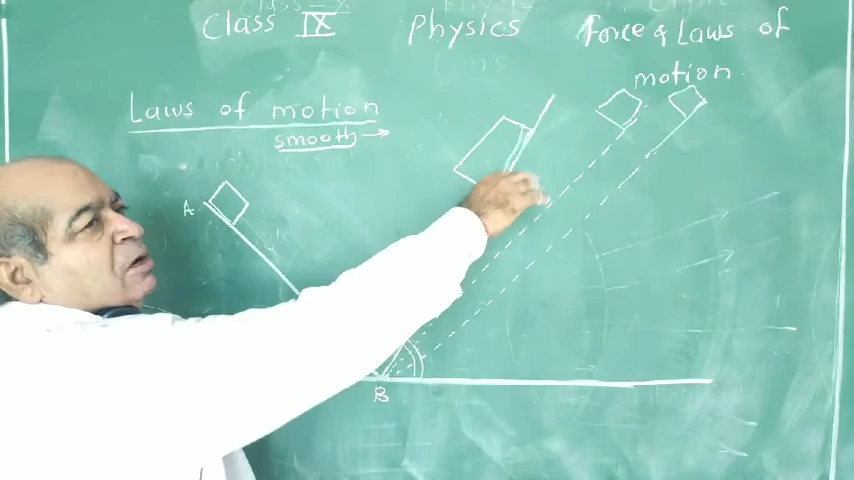 Class IX Physics Force & Laws of
motion
Laws of motion
smooth
A
B